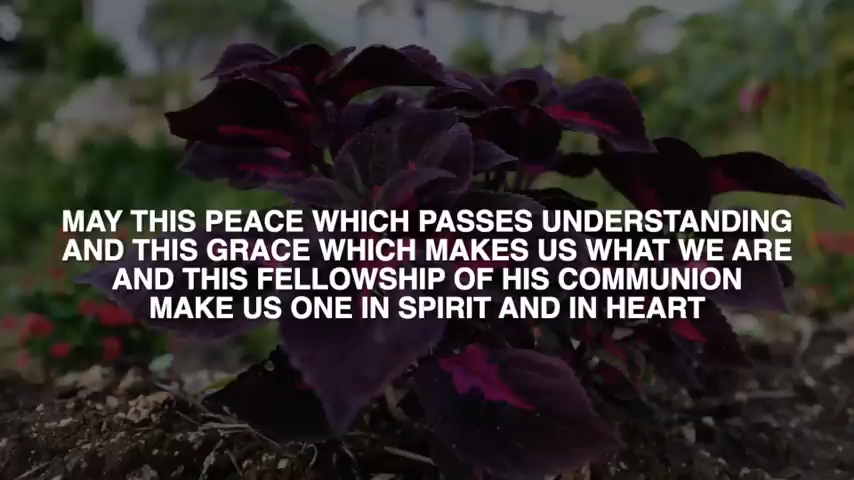 MAY THIS PEACE WHICH PASSES UNDERSTANDING
AND THIS GRACE WHICH MAKES US WHAT WE ARE
AND THIS FELLOWSHIP OF HIS COMMUNION
MAKE US ONE IN SPIRIT AND IN HEART